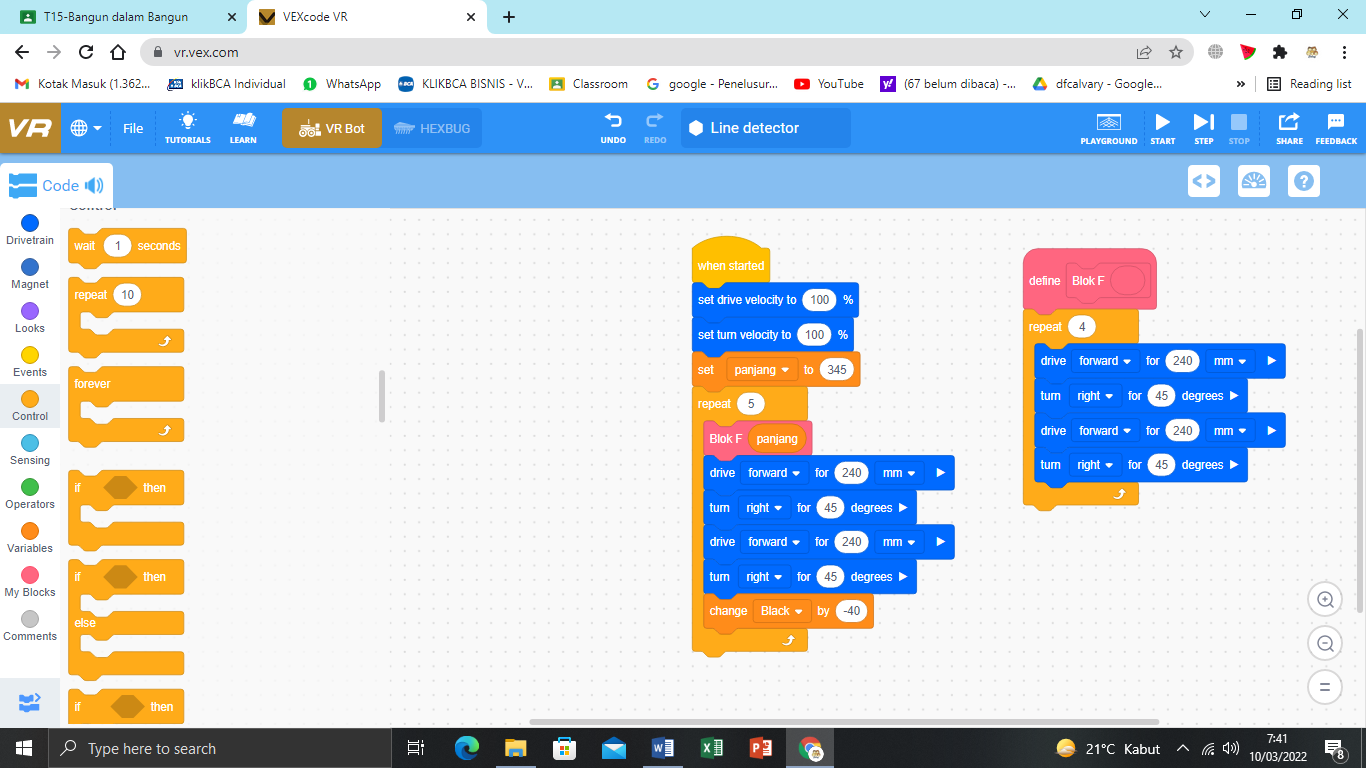 T15-Bangun dalam Bangun
VEXcode VR
vr.vex.com
Kotak Masuk (1.362...
klikBCA Individual
WhatsApp
KLIKBCA BISNIS - V...
Classroom
google - Penelusur...
YouTube
(67 belum dibaca) -...
dfcalvary - Google...
»
Reading list
VR
File
TUTORIALS
LEARN
VR Bot
HEXBUG
UNDO
REDO
Line detector
PLAYGROUND
START
STEP
STOP
SHARE
FEEDBACK
Code
Drivetrain
Magnet
Looks
Events
Control
Sensing
Operators
Variables
My Blocks
Comments
Control
wait 1 seconds
repeat 10
forever
if then
if then
else
if then
when started
set drive velocity to 100 %
set turn velocity to 100 %
set panjang to 345
repeat 5
Blok F panjang
drive forward for 240 mm
turn right for 45 degrees
drive forward for 240 mm
turn right for 45 degrees
change Black by -40
define Blok F
repeat 4
drive forward for 240 mm
turn right for 45 degrees
drive forward for 240 mm
turn right for 45 degrees
Type here to search
21°C Kabut
7:41
10/03/2022
8